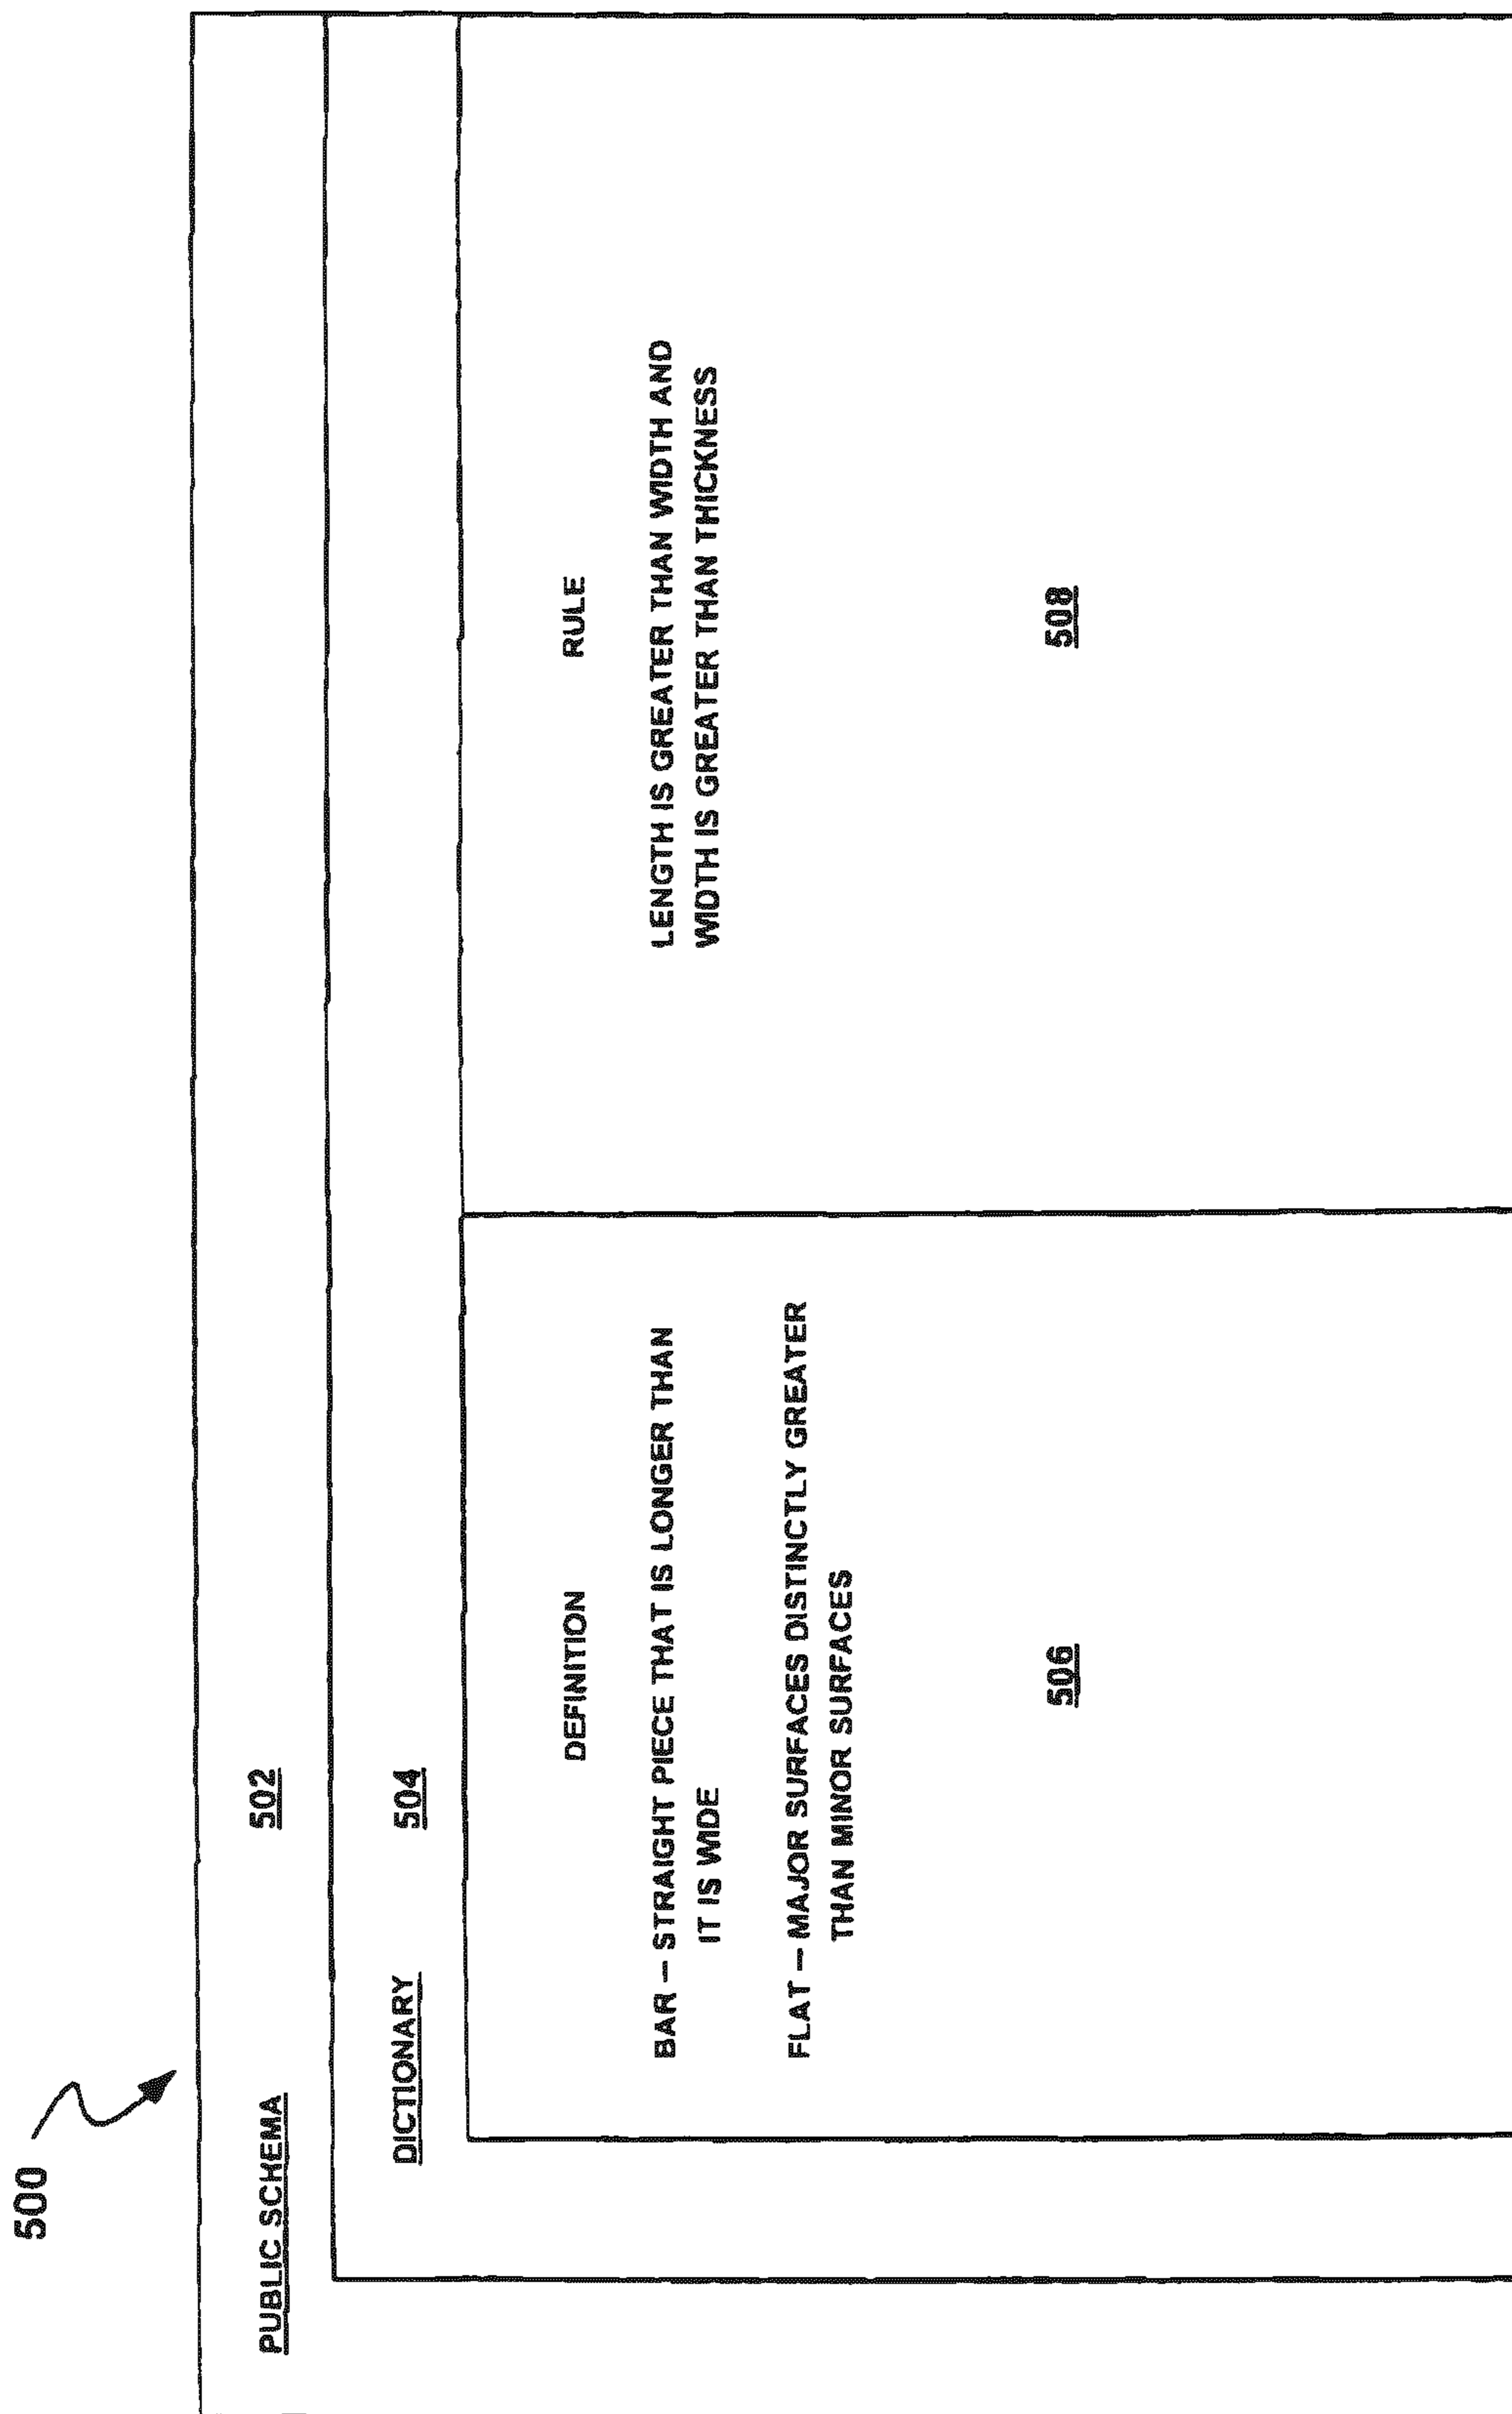 500
PUBLIC SCHEMA 502
DICTIONARY 504
DEFINITION
BAR – STRAIGHT PIECE THAT IS LONGER THAN
IT IS WIDE
FLAT – MAJOR SURFACES DISTINCTLY GREATER
THAN MINOR SURFACES
506
RULE
LENGTH IS GREATER THAN WIDTH AND
WIDTH IS GREATER THAN THICKNESS
508